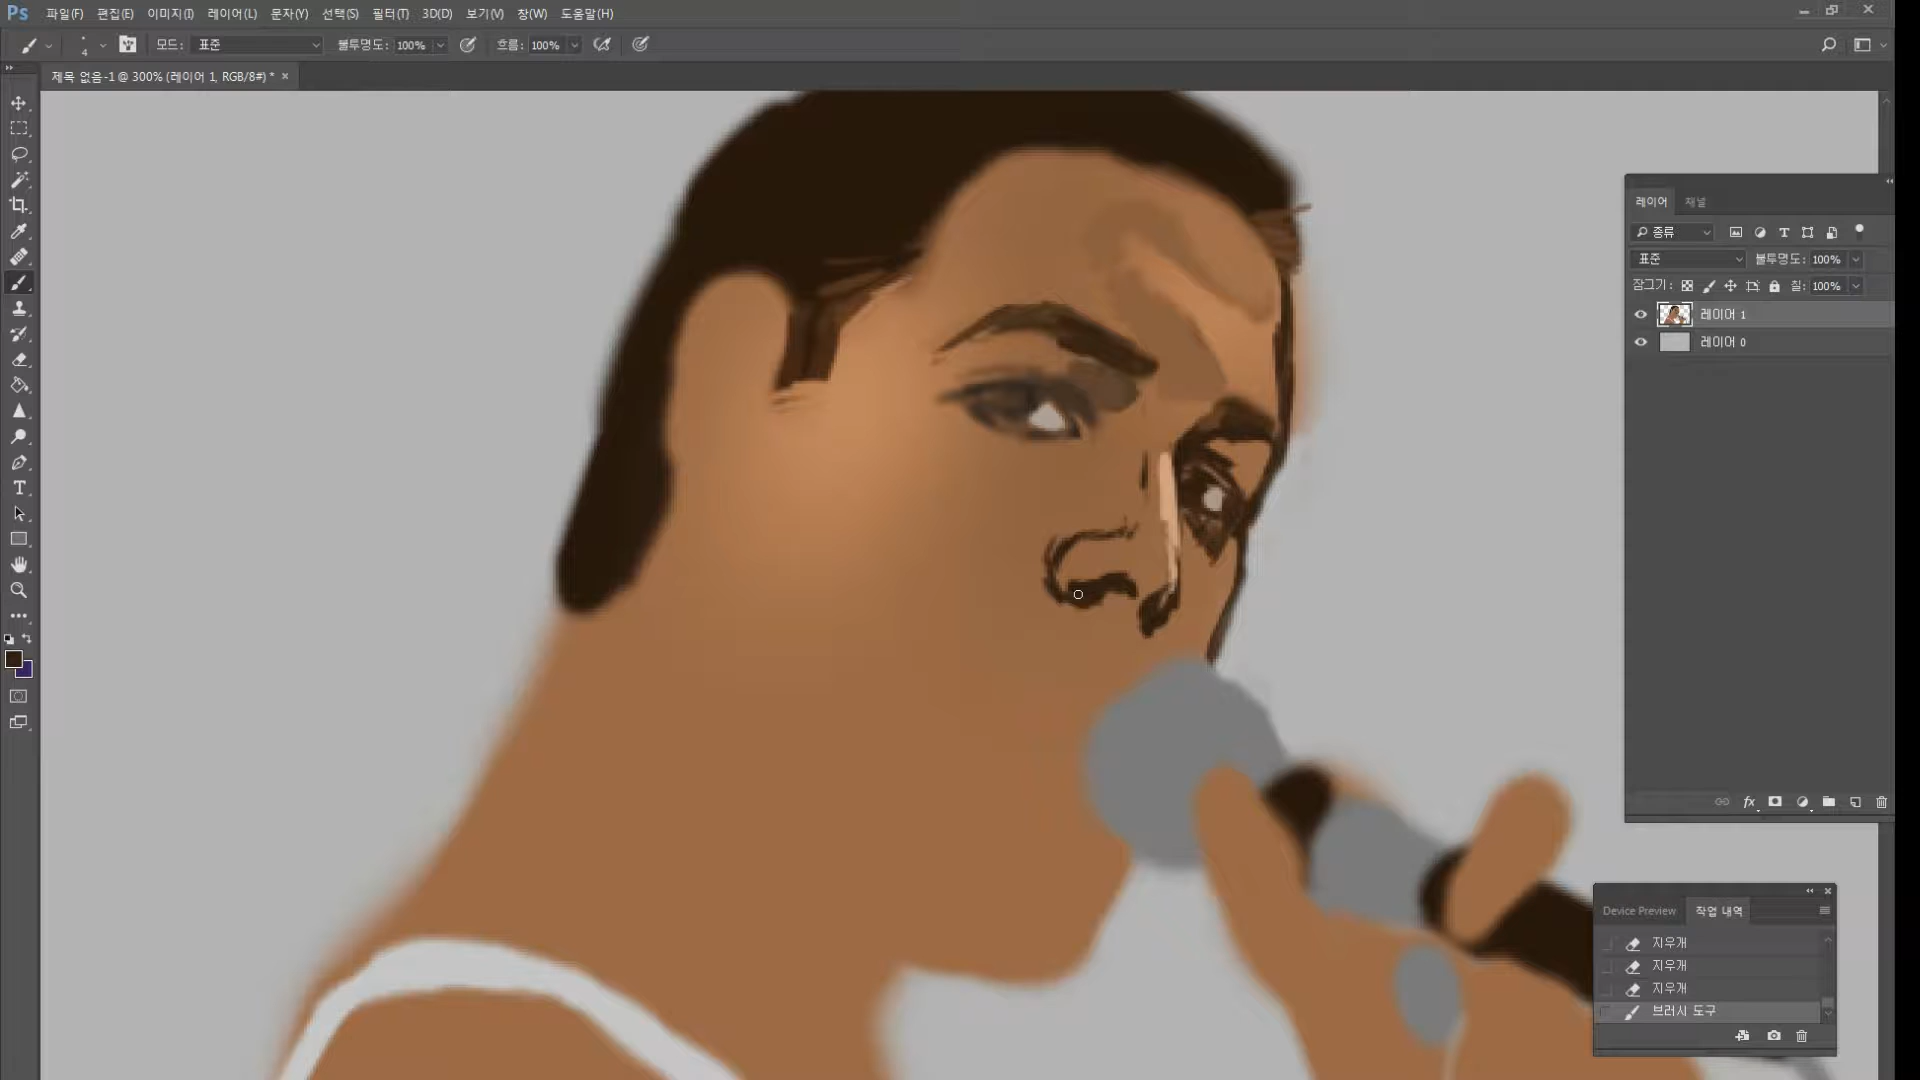 Ps 파일(F) 편집(E) 이미지(I) 레이어(L) 문자(Y) 선택(S) 필터(T) 3D(D) 보기(V) 창(W) 도움말(H)
4 모드: 표준 불투명도: 100% 흐름: 100%
제목 없음-1 @ 300% (레이어 1, RGB/8#) * ×
레이어 채널
종류
표준 불투명도: 100%
잠그기: 칠: 100%
레이어 1
레이어 0
fx
Device Preview 작업 내역
지우개
지우개
지우개
브러시 도구